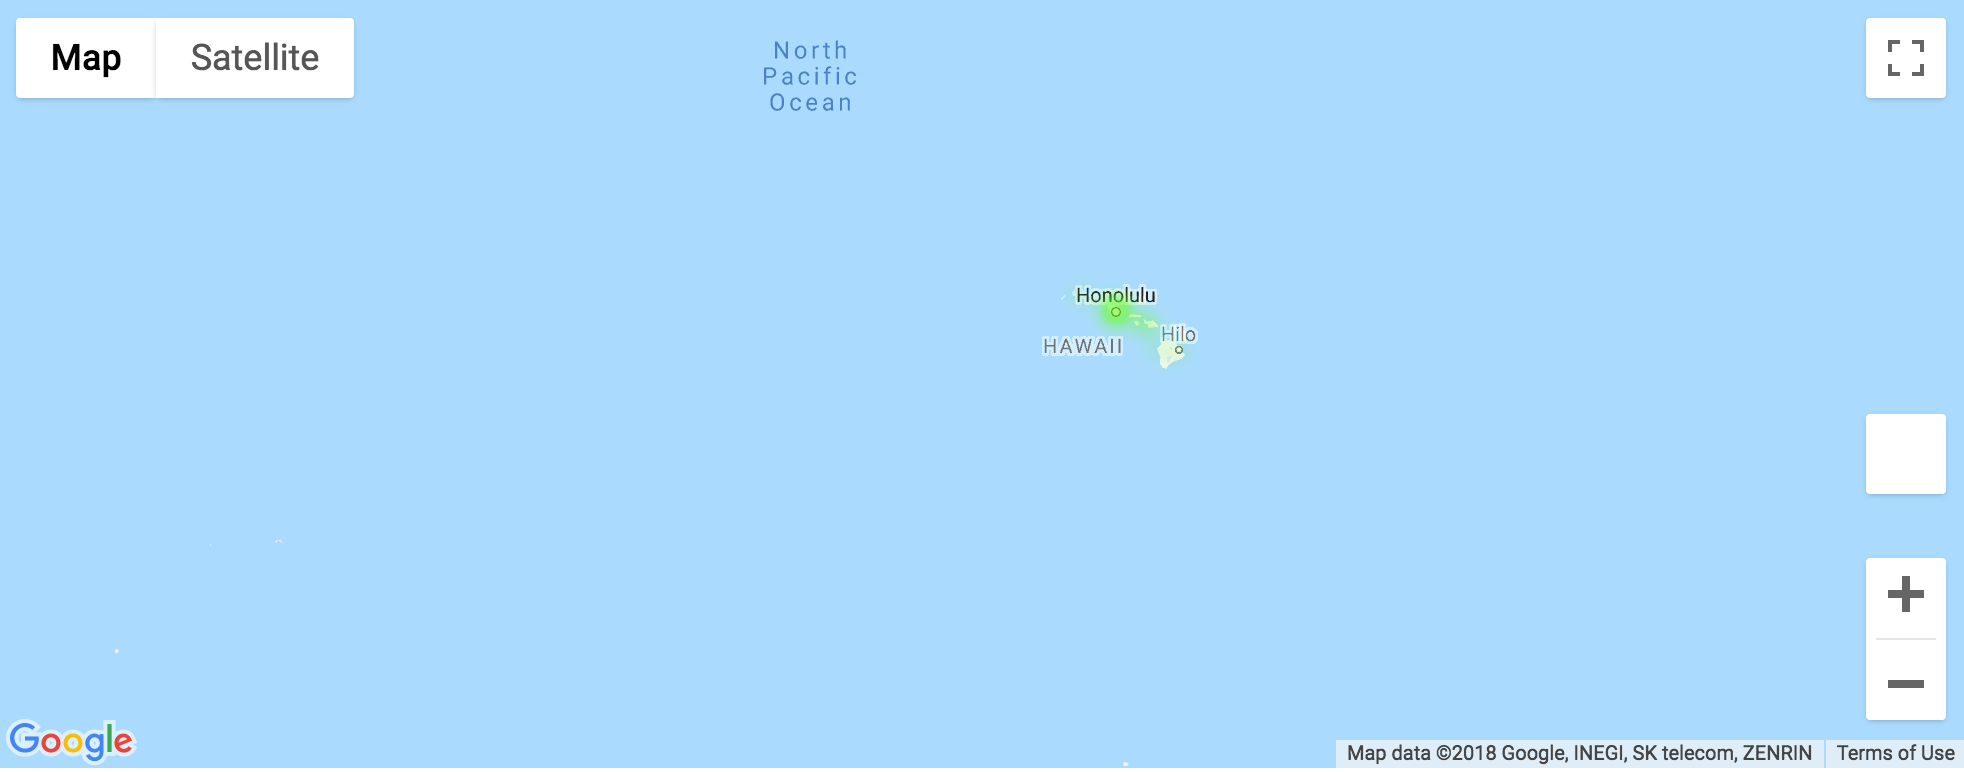 Map
Satellite
North
Pacific
Ocean
Honolulu
Hilo
HAWAII
Google
Map data ©2018 Google, INEGI, SK telecom, ZENRIN
Terms of Use